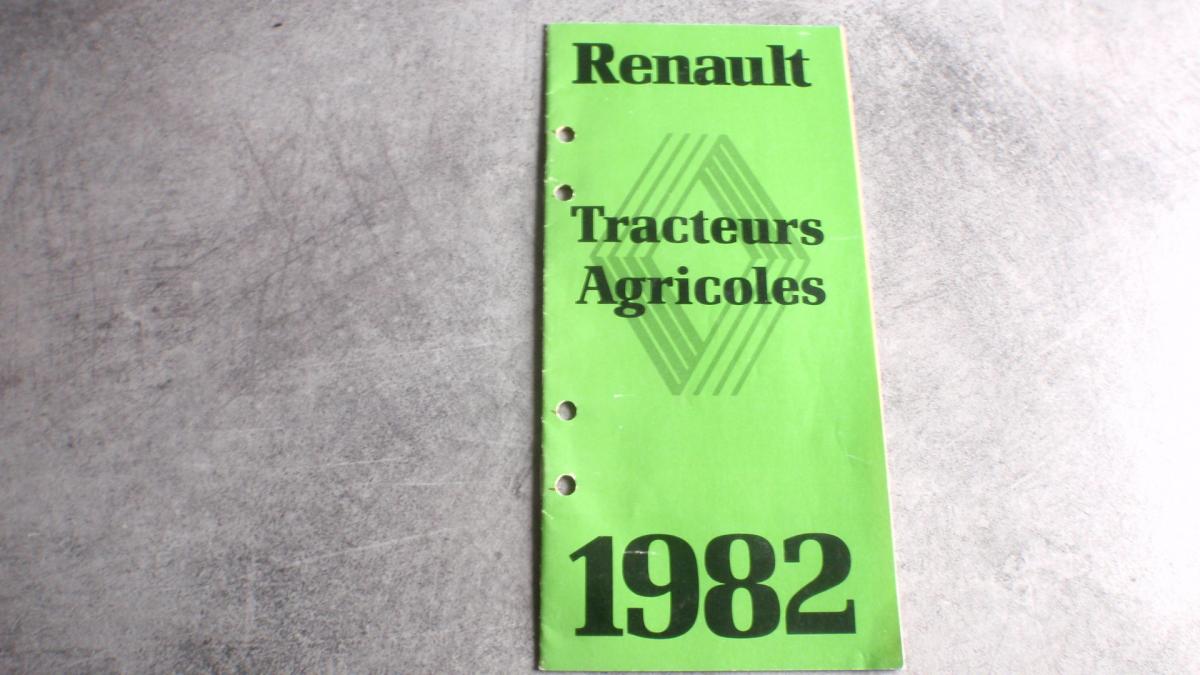 Renault
Tracteurs
Agricoles
1982